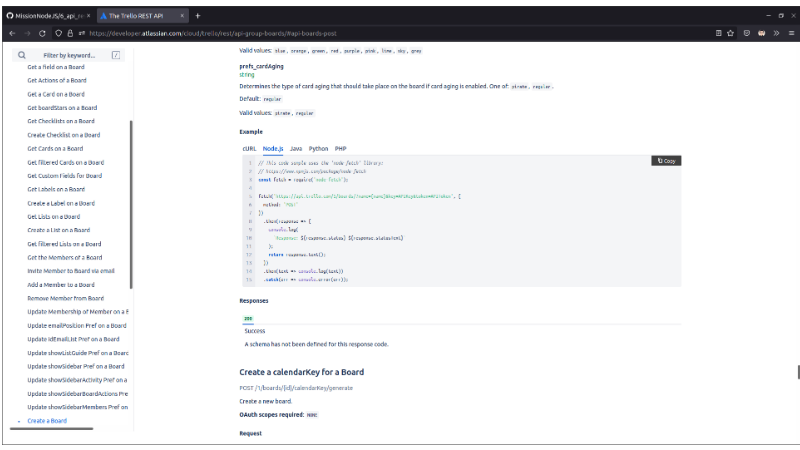 MissionNodeJS/6_api_
The Trello REST API
https://developer.atlassian.com/cloud/trello/rest/api-group-boards/#api-boards-post
Filter by keyword...
/
Get a field on a Board
Get Actions of a Board
Get a Card on a Board
Get boardStars on a Board
Get Checklists on a Board
Create Checklist on a Board
Get Cards on a Board
Get filtered Cards on a Board
Get Custom Fields for Board
Get Labels on a Board
Create a Label on a Board
Get Lists on a Board
Create a List on a Board
Get filtered Lists on a Board
Get the Members of a Board
Invite Member to Board via email
Add a Member to a Board
Remove Member from Board
Update Membership of Member on a
Update emailPosition Pref on a Board
Update idEmailList Pref on a Board
Update showListGuide Pref on a Board
Update showSidebar Pref on a Board
Update showSidebarActivity Pref on a
Update showSidebarBoardActions Pre
Update showSidebarMembers Pref on
Create a Board
Valid values: blue, orange, green, red, purple, pink, lime, sky, grey
prefs_cardAging
string
Determines the type of card aging that should take place on the board if card aging is enabled. One of: pirate, regular.
Default: regular
Valid values: pirate, regular
Example
cURL Node.js Java Python PHP
Copy
1 // This code sample uses the 'node-fetch' library:
2 // https://www.npmjs.com/package/node-fetch
3 const fetch = require('node-fetch');
4
5 fetch('https://api.trello.com/1/boards/?name={name}&key=APIKey&token=APIToken', {
6 method: 'POST'
7 })
8 .then(response => {
9 console.log(
10 `Response: ${response.status} ${response.statusText}`
11 );
12 return response.text();
13 })
14 .then(text => console.log(text))
15 .catch(err => console.error(err));
Responses
200
Success
A schema has not been defined for this response code.
Create a calendarKey for a Board
POST /1/boards/{id}/calendarKey/generate
Create a new board.
OAuth scopes required: NONE
Request